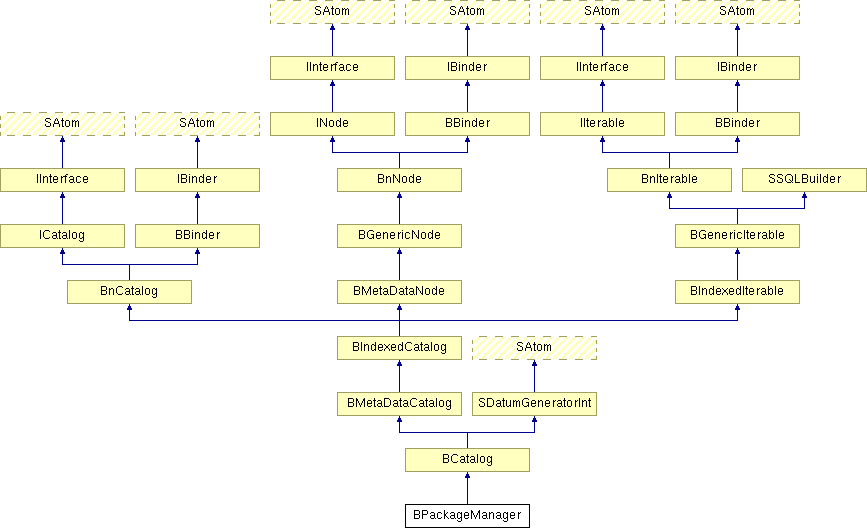 SAtom SAtom SAtom SAtom
IInterface IBinder IInterface IBinder
SAtom SAtom INode BBinder IIterable BBinder
IInterface IBinder BnNode BnIterable SSQLBuilder
ICatalog BBinder BGenericNode BGenericIterable
BnCatalog BMetaDataNode BIndexedIterable
BIndexedCatalog SAtom
BMetaDataCatalog SDatumGeneratorInt
BCatalog
BPackageManager